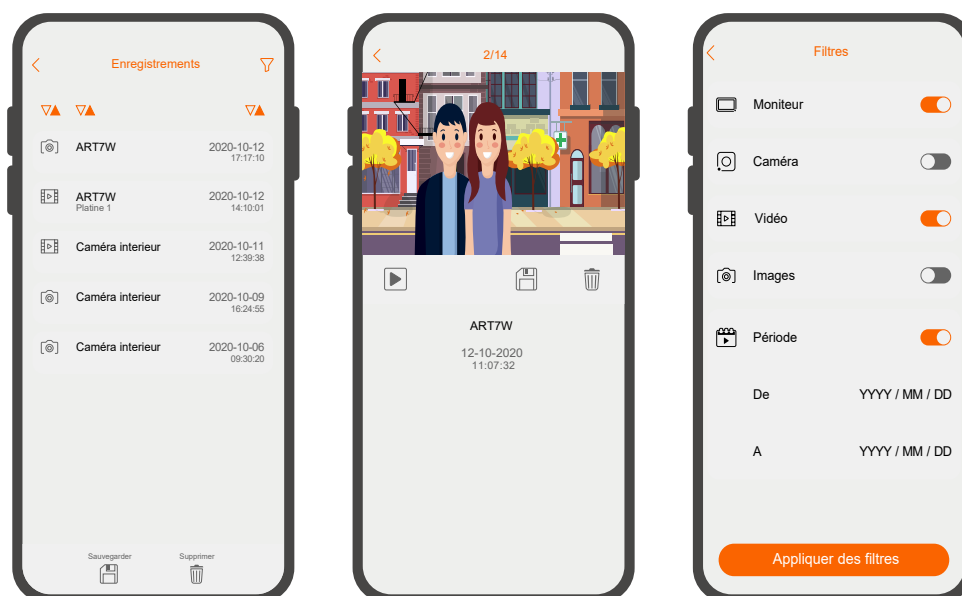 Enregistrements
ART7W
2020-10-12
17:17:10
ART7W
Platine 1
2020-10-12
14:10:01
Caméra interieur
2020-10-11
12:39:38
Caméra interieur
2020-10-09
16:24:55
Caméra interieur
2020-10-06
09:30:20
Sauvegarder
Supprimer
2/14
ART7W
12-10-2020
11:07:32
Filtres
Moniteur
Caméra
Vidéo
Images
Période
De YYYY / MM / DD
A YYYY / MM / DD
Appliquer des filtres